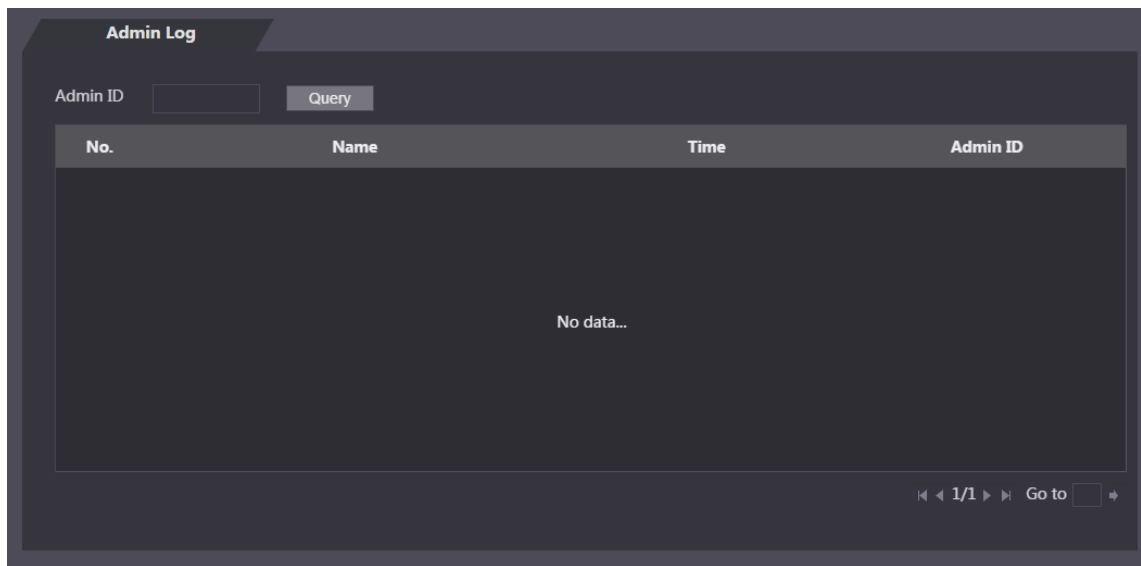 Admin Log
Admin ID Query
No. Name Time Admin ID
No data...
1/1 Go to